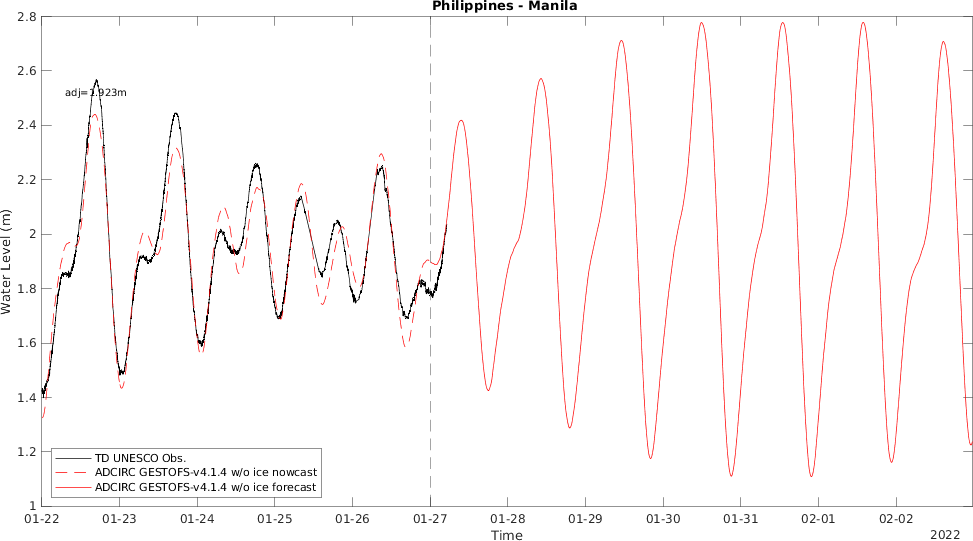 Philippines - Manila
2.8
2.6
adj=1.923m
2.4
2.2
2
1.8
1.6
1.4
1.2
1
Water Level (m)
TD UNESCO Obs.
ADCIRC GESTOFS-v4.1.4 w/o ice nowcast
ADCIRC GESTOFS-v4.1.4 w/o ice forecast
01-22 01-23 01-24 01-25 01-26 01-27 01-28 01-29 01-30 01-31 02-01 02-02
Time
2022